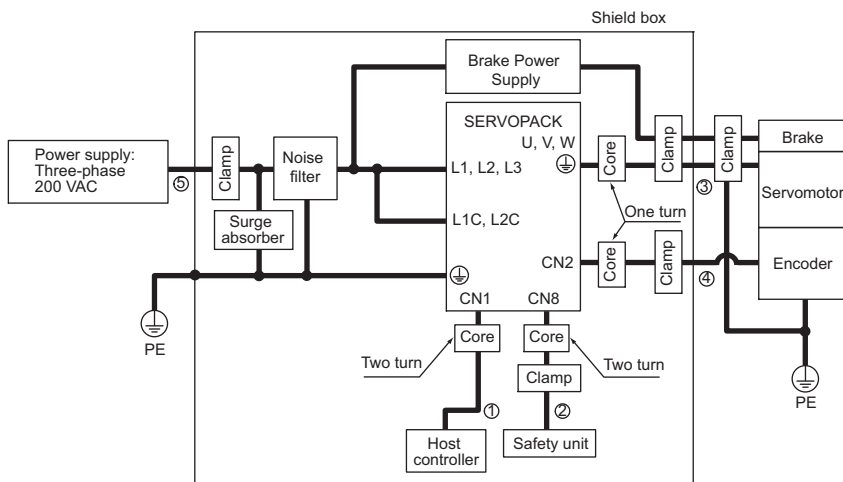 Shield box
Brake Power
Supply
SERVOPACK
U, V, W
Core
Clamp
Clamp
Brake
Power supply:
Three-phase
200 VAC
⑤
Clamp
Noise
filter
L1, L2, L3
③
Servomotor
Surge
absorber
L1C, L2C
One turn
CN2
Core
Clamp
④
Encoder
CN1
CN8
PE
Two turn
Core
Core
Two turn
Clamp
①
②
PE
Host
controller
Safety unit